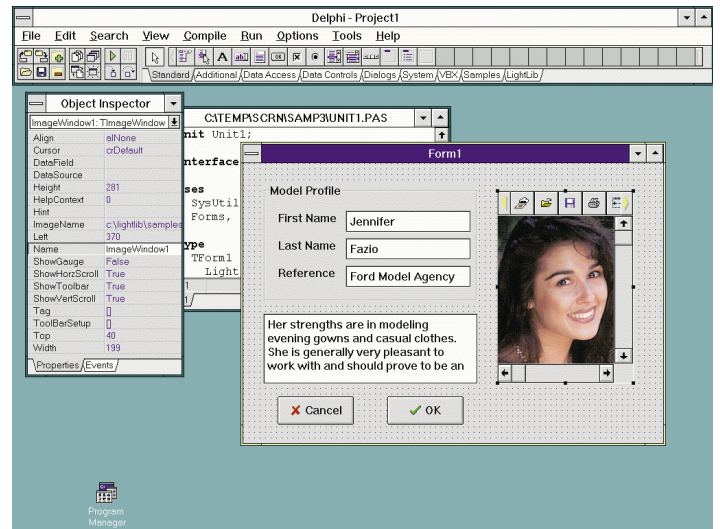 Delphi - Project1
File Edit Search View Compile Run Options Tools Help
Standard Additional Data Access Data Controls Dialogs System VBX Samples LightLib
Object Inspector
ImageWindow1: TImageWindow
Align alNone
Cursor crDefault
DataField
DataSource
Height 281
HelpContext 0
Hint
ImageName c:\lightlib\samples
Left 370
Name ImageWindow1
ShowGauge False
ShowHorzScroll True
ShowToolbar True
ShowVertScroll True
Tag []
ToolBarSetup []
Top 40
Width 199
Properties Events
C:\TEMP\SCRN\SAMP3\UNIT1.PAS
nit Unit1;
nterface
ses
SysUtil
Forms,
ype
TForm1
Light
Form1
Model Profile
First Name Jennifer
Last Name Fazio
Reference Ford Model Agency
Her strengths are in modeling
evening gowns and casual clothes.
She is generally very pleasant to
work with and should prove to be an
Cancel OK
Program
Manager